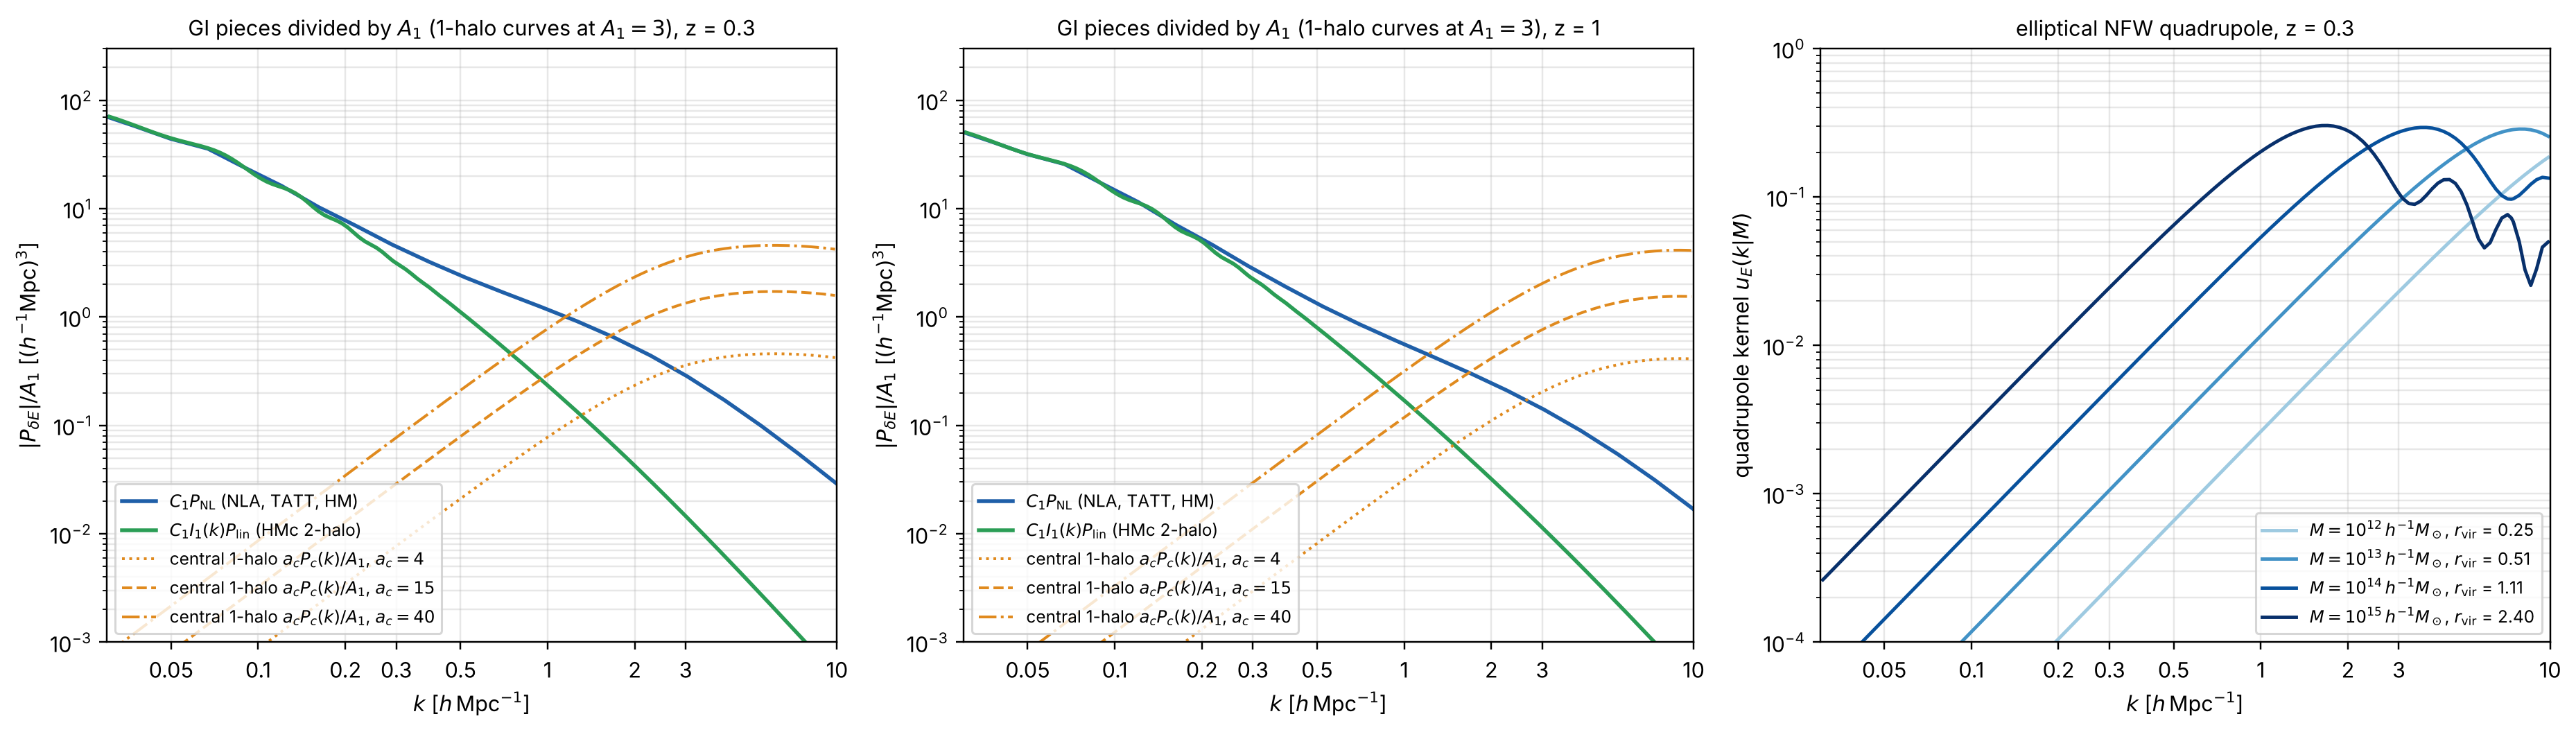 GI pieces divided by A₁ (1-halo curves at A₁ = 3), z = 0.3
|P_δE|/A₁ [(h⁻¹Mpc)³]
10²
10¹
10⁰
10⁻¹
10⁻²
10⁻³
C₁P_NL (NLA, TATT, HM)
C₁I₁(k)P_lin (HMc 2-halo)
central 1-halo a_cP_c(k)/A₁, a_c = 4
central 1-halo a_cP_c(k)/A₁, a_c = 15
central 1-halo a_cP_c(k)/A₁, a_c = 40
0.05 0.1 0.2 0.3 0.5 1 2 3 10
k [h Mpc⁻¹]
GI pieces divided by A₁ (1-halo curves at A₁ = 3), z = 1
|P_δE|/A₁ [(h⁻¹Mpc)³]
10²
10¹
10⁰
10⁻¹
10⁻²
10⁻³
C₁P_NL (NLA, TATT, HM)
C₁I₁(k)P_lin (HMc 2-halo)
central 1-halo a_cP_c(k)/A₁, a_c = 4
central 1-halo a_cP_c(k)/A₁, a_c = 15
central 1-halo a_cP_c(k)/A₁, a_c = 40
0.05 0.1 0.2 0.3 0.5 1 2 3 10
k [h Mpc⁻¹]
elliptical NFW quadrupole, z = 0.3
quadrupole kernel u_E(k|M)
10⁰
10⁻¹
10⁻²
10⁻³
10⁻⁴
M = 10¹² h⁻¹M_⊙, r_vir = 0.25
M = 10¹³ h⁻¹M_⊙, r_vir = 0.51
M = 10¹⁴ h⁻¹M_⊙, r_vir = 1.11
M = 10¹⁵ h⁻¹M_⊙, r_vir = 2.40
0.05 0.1 0.2 0.3 0.5 1 2 3 10
k [h Mpc⁻¹]